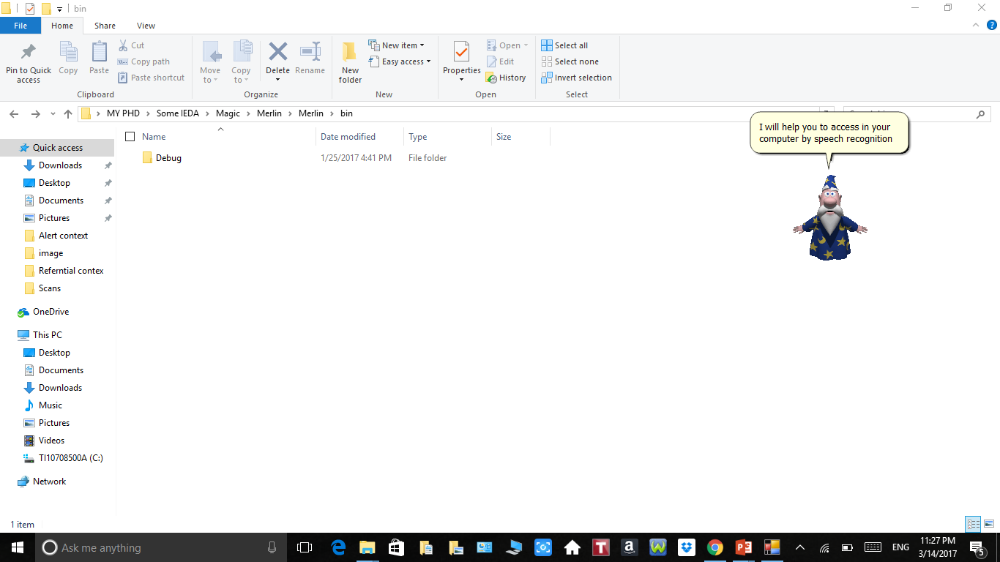 bin
File Home Share View
Pin to Quick access
Copy
Paste
Cut
Copy path
Paste shortcut
Clipboard
Move to
Copy to
Delete
Rename
Organize
New folder
New item
Easy access
New
Properties
Open
Edit
History
Open
Select all
Select none
Invert selection
Select
MY PHD Some IEDA Magic Merlin Merlin bin
I will help you to access in your
computer by speech recognition
Name Date modified Type Size
Debug 1/25/2017 4:41 PM File folder
Quick access
Downloads
Desktop
Documents
Pictures
Alert context
image
Referntial contex
Scans
OneDrive
This PC
Desktop
Documents
Downloads
Music
Pictures
Videos
TI10708500A (C:)
Network
1 item
Ask me anything
ENG
11:27 PM
3/14/2017
5